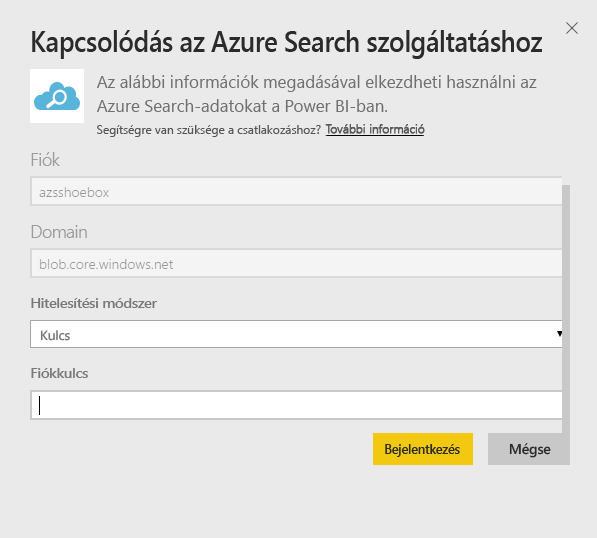 Kapcsolódás az Azure Search szolgáltatáshoz
Az alábbi információk megadásával elkezdheti használni az
Azure Search-adatokat a Power BI-ban.
Segítségre van szüksége a csatlakozáshoz? További információ
Fiók
azsshoebox
Domain
blob.core.windows.net
Hitelesítési módszer
Kulcs
Fiókkulcs
Bejelentkezés Mégse